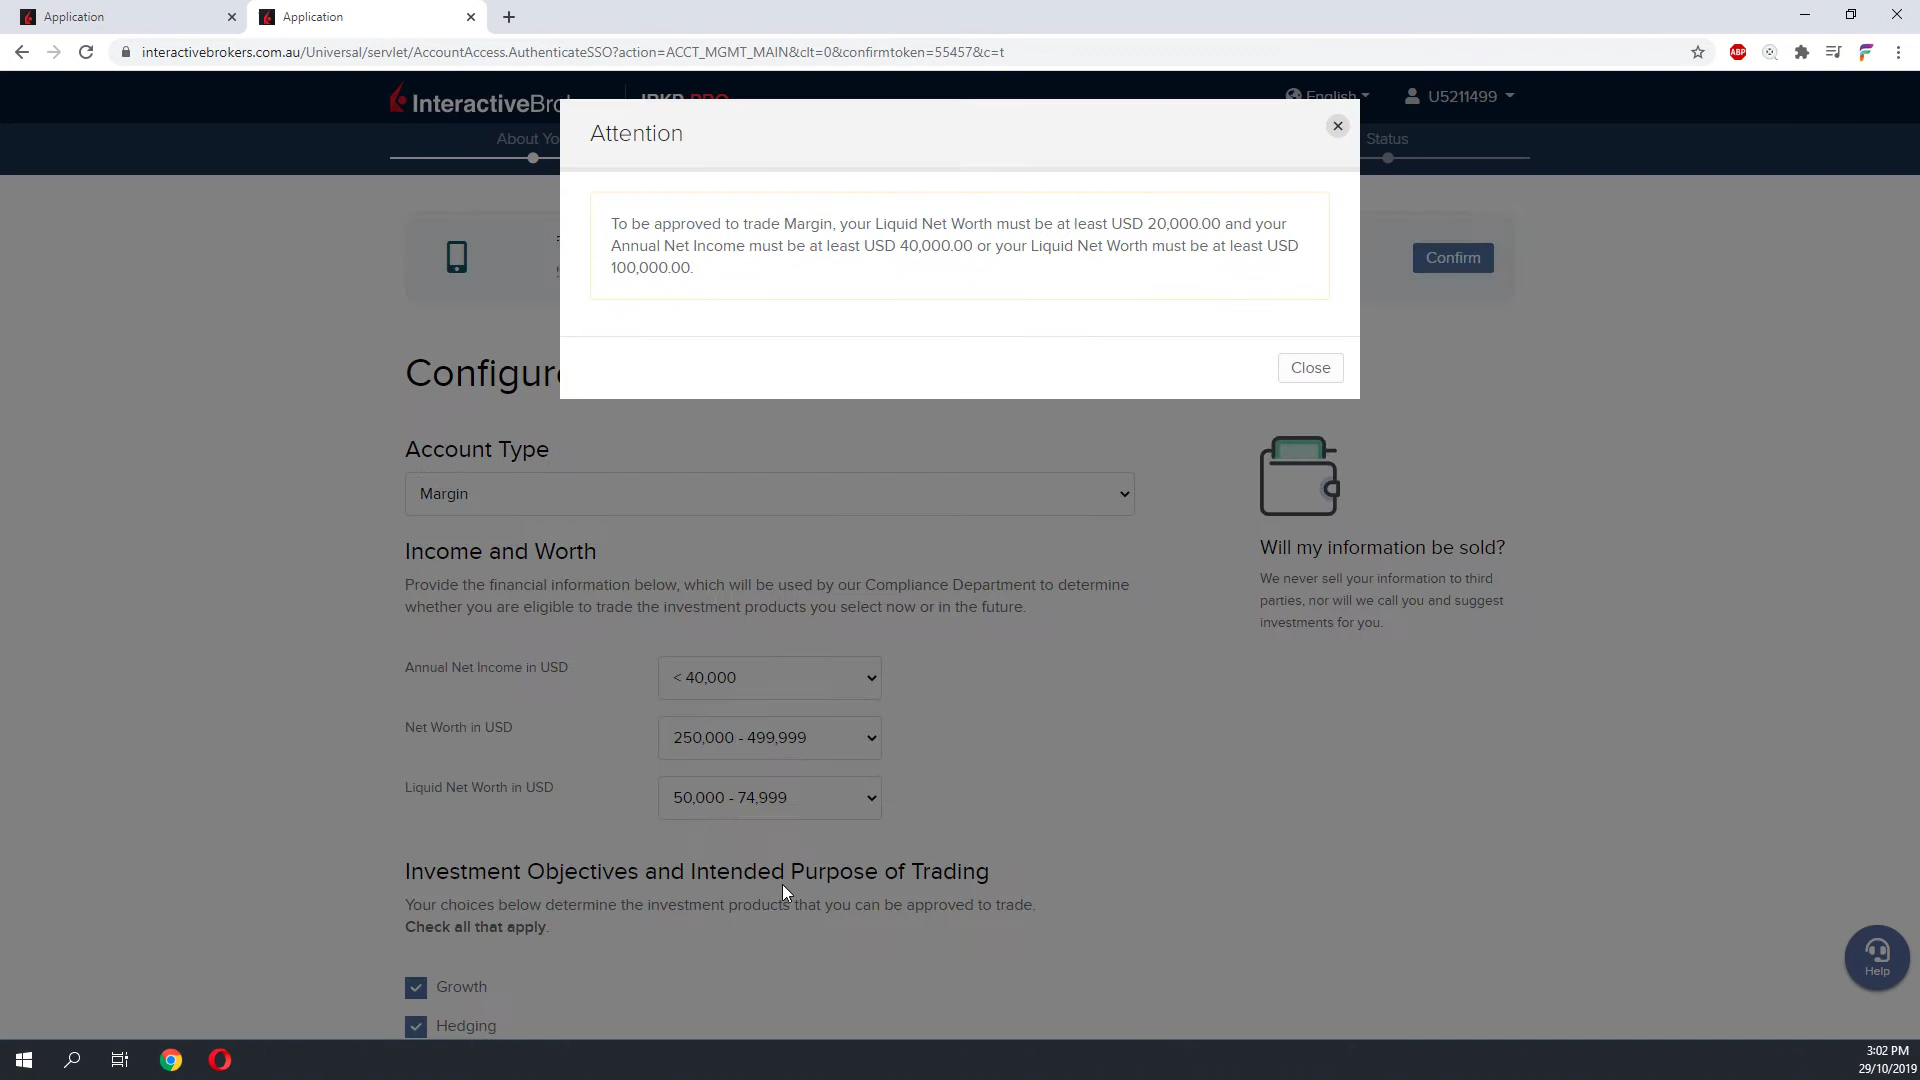 Application
Application
interactivebrokers.com.au/Universal/servlet/AccountAccess.AuthenticateSSO?action=ACCT_MGMT_MAIN&clt=0&confirmtoken=55457&c=t
ABP
InteractiveBro
IBKR PRO
English
U5211499
About Yo
Status
Attention
To be approved to trade Margin, your Liquid Net Worth must be at least USD 20,000.00 and your
Annual Net Income must be at least USD 40,000.00 or your Liquid Net Worth must be at least USD
100,000.00.
Confirm
Close
Configure
Account Type
Margin
Income and Worth
Provide the financial information below, which will be used by our Compliance Department to determine
whether you are eligible to trade the investment products you select now or in the future.
Will my information be sold?
We never sell your information to third
parties, nor will we call you and suggest
investments for you.
Annual Net Income in USD
< 40,000
Net Worth in USD
250,000 - 499,999
Liquid Net Worth in USD
50,000 - 74,999
Investment Objectives and Intended Purpose of Trading
Your choices below determine the investment products that you can be approved to trade.
Check all that apply.
Growth
Hedging
Help
3:02 PM
29/10/2019